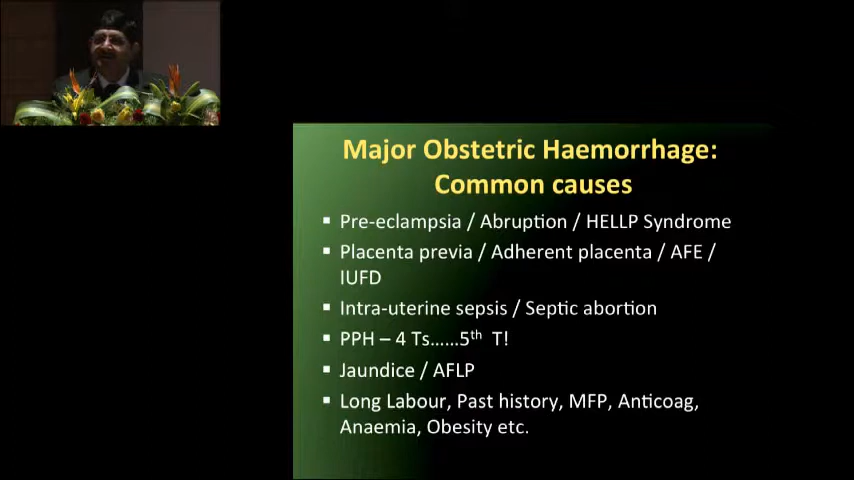 Major Obstetric Haemorrhage:
Common causes
▪ Pre-eclampsia / Abruption / HELLP Syndrome
▪ Placenta previa / Adherent placenta / AFE /
IUFD
▪ Intra-uterine sepsis / Septic abortion
▪ PPH – 4 Ts……5th T!
▪ Jaundice / AFLP
▪ Long Labour, Past history, MFP, Anticoag,
Anaemia, Obesity etc.